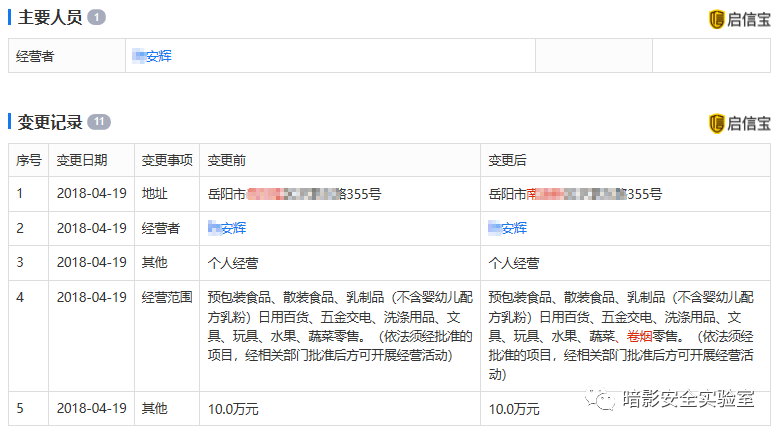 主要人员 1
启信宝
经营者 安辉
变更记录 11
启信宝
序号 变更日期 变更事项 变更前 变更后
1 2018-04-19 地址 岳阳市 路355号 岳阳市南 路355号
2 2018-04-19 经营者 安辉 安辉
3 2018-04-19 其他 个人经营 个人经营
4 2018-04-19 经营范围 预包装食品、散装食品、乳制品（不含婴幼儿配 预包装食品、散装食品、乳制品（不含婴幼儿配
方乳粉）日用百货、五金交电、洗涤用品、文 方乳粉）日用百货、五金交电、洗涤用品、文
具、玩具、水果、蔬菜零售。（依法须经批准的 具、玩具、水果、蔬菜、卷烟零售。（依法须经
项目，经相关部门批准后方可开展经营活动） 批准的项目，经相关部门批准后方可开展经营活
动）
5 2018-04-19 其他 10.0万元 10.0万元
暗影安全实验室